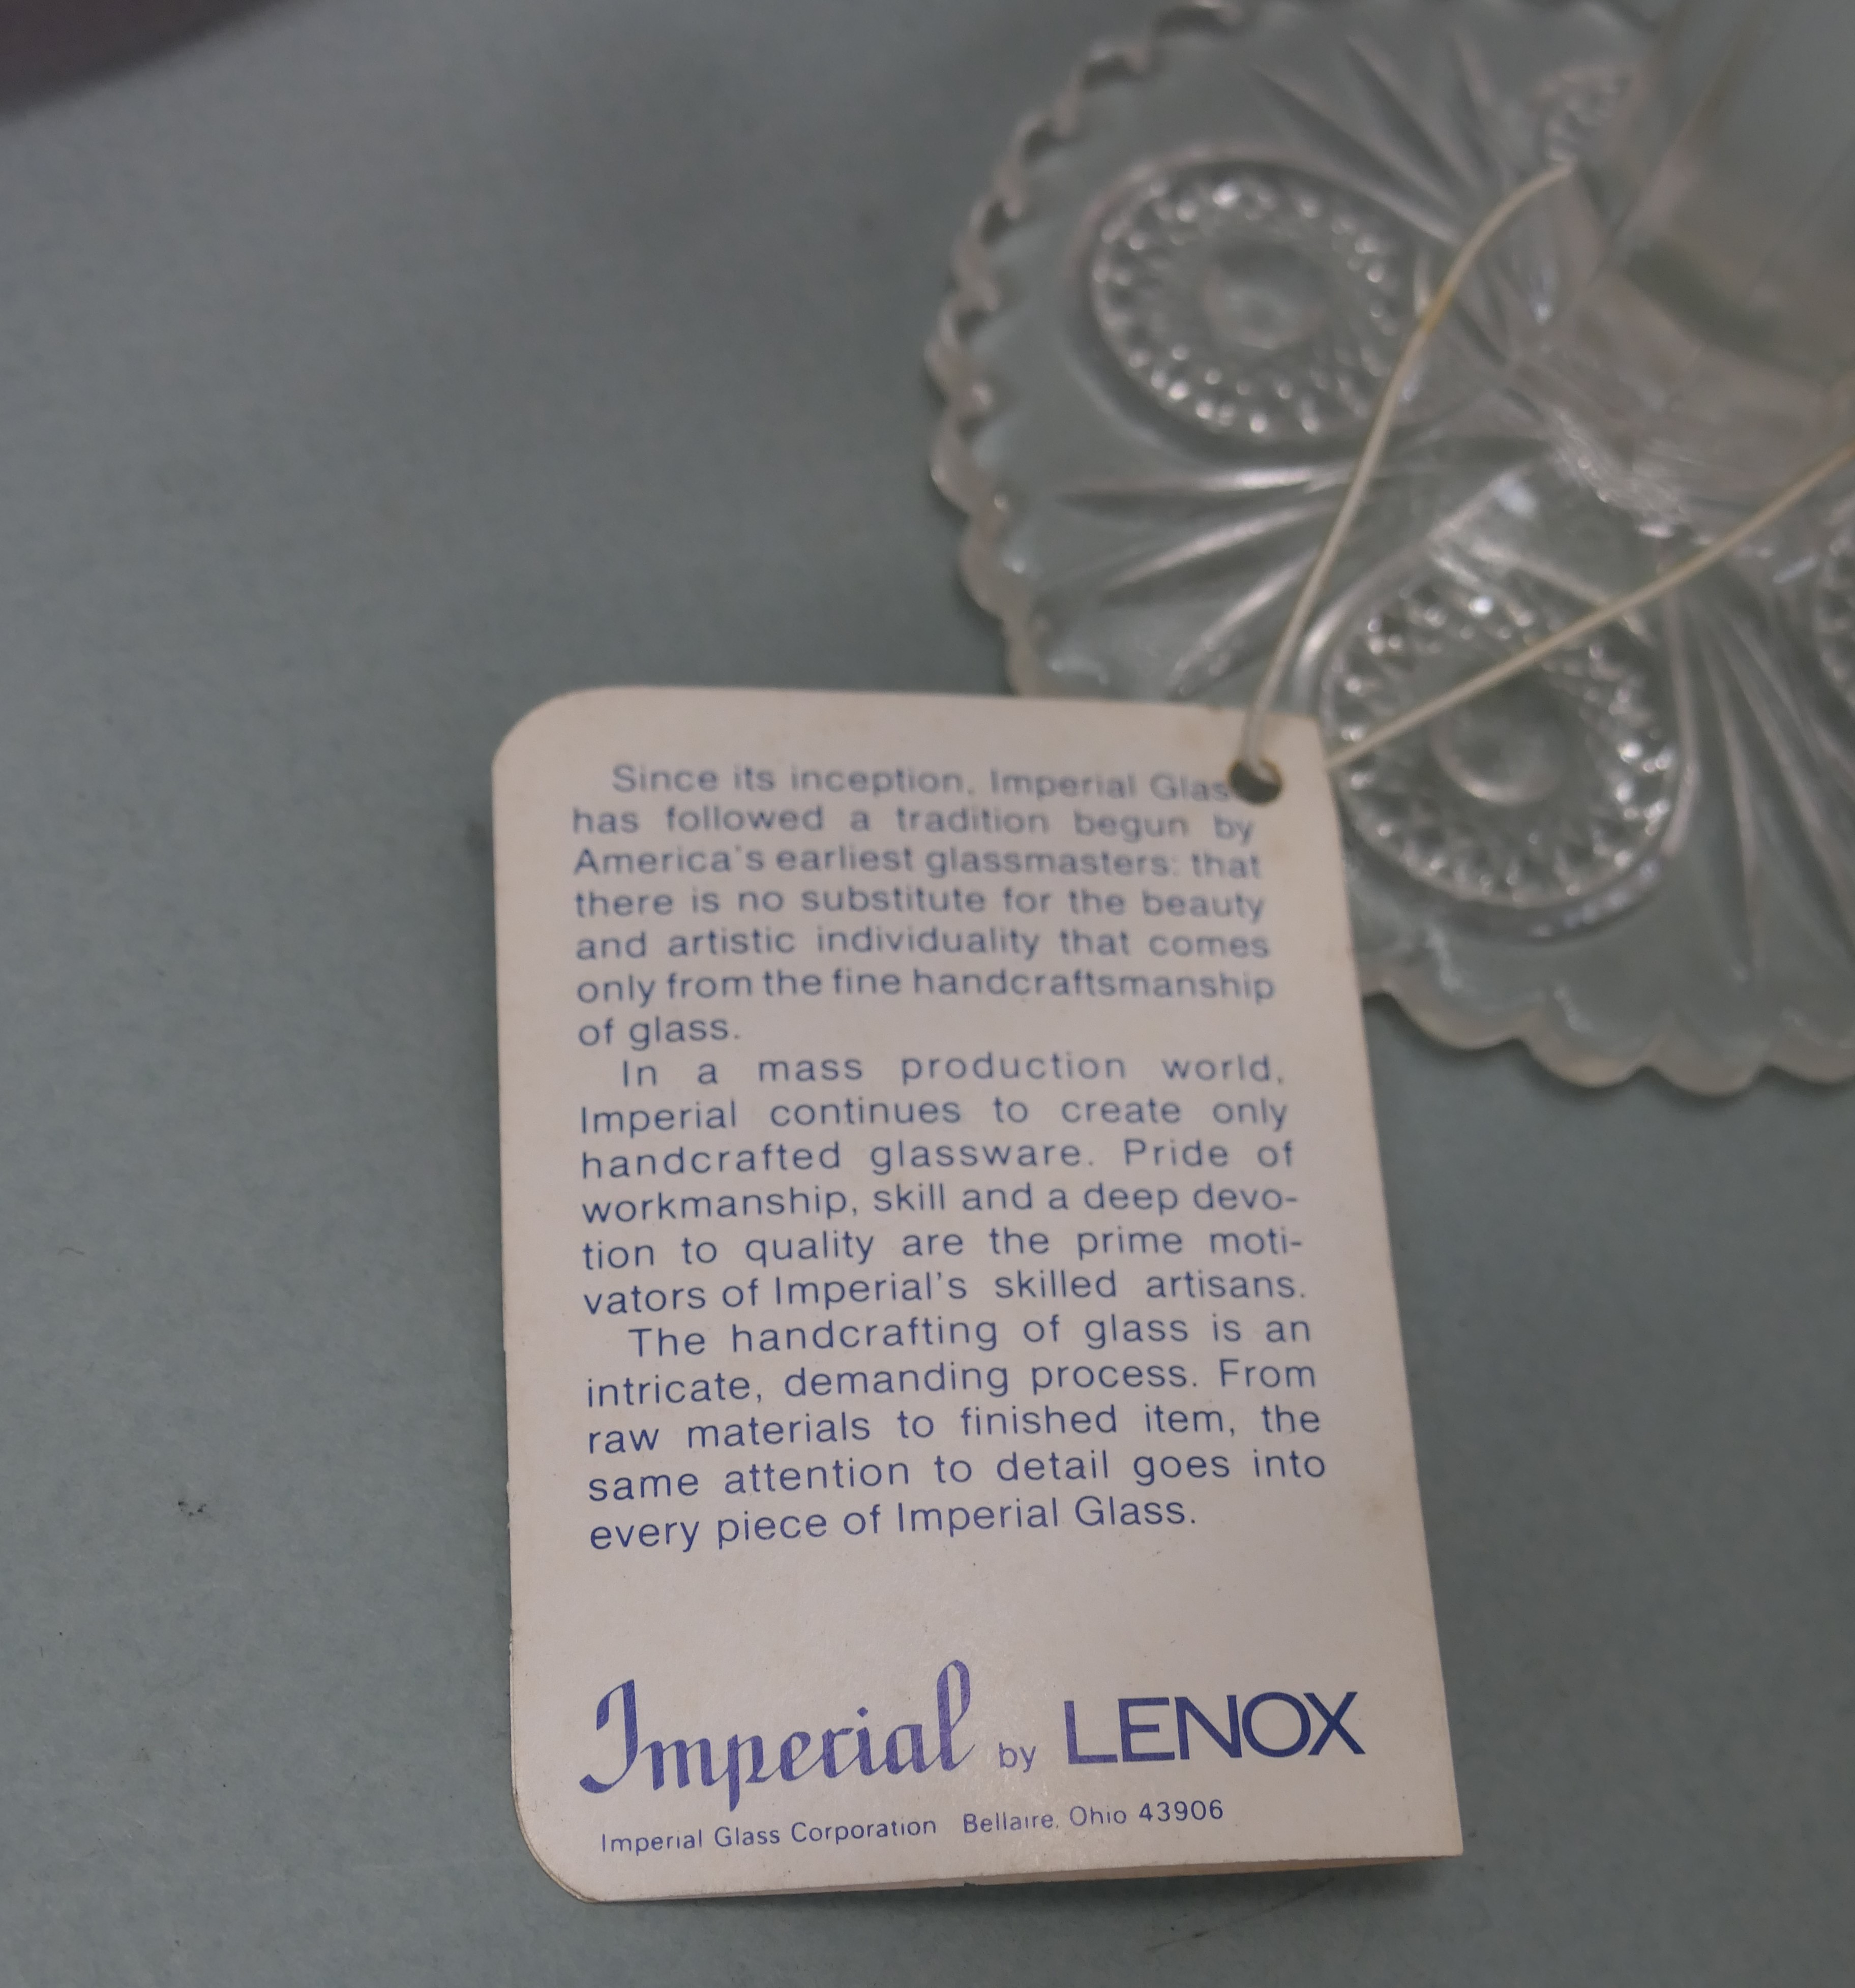 Since its inception, Imperial Glas
has followed a tradition begun by
America's earliest glassmasters: that
there is no substitute for the beauty
and artistic individuality that comes
only from the fine handcraftsmanship
of glass.
In a mass production world,
Imperial continues to create only
handcrafted glassware. Pride of
workmanship, skill and a deep devo-
tion to quality are the prime moti-
vators of Imperial's skilled artisans.
The handcrafting of glass is an
intricate, demanding process. From
raw materials to finished item, the
same attention to detail goes into
every piece of Imperial Glass.
Imperial by LENOX
Imperial Glass Corporation Bellaire, Ohio 43906